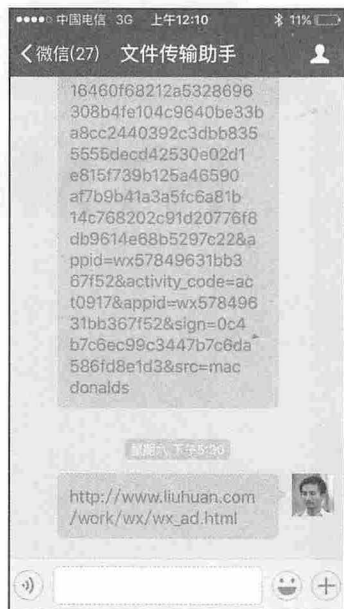 中国电信 3G 上午12:10 11%
微信(27) 文件传输助手
16460f68212a5328696
308b4fe104c9640be33b
a8cc2440392c3dbb835
5555decd42530e02d1
e815f739b125a46590
af7b9b41a3a5fc6a81b
14c768202c91d20776f8
db9614e68b5297c22&a
ppid=wx57849631bb3
67f52&activity_code=ac
t0917&appid=wx578496
31bb367f52&sign=0c4
b7c6ec99c3447b7c6da
586fd8e1d3&src=mac
donalds
星期六 下午5:30
http://www.liuhuan.com
/work/wx/wx_ad.html